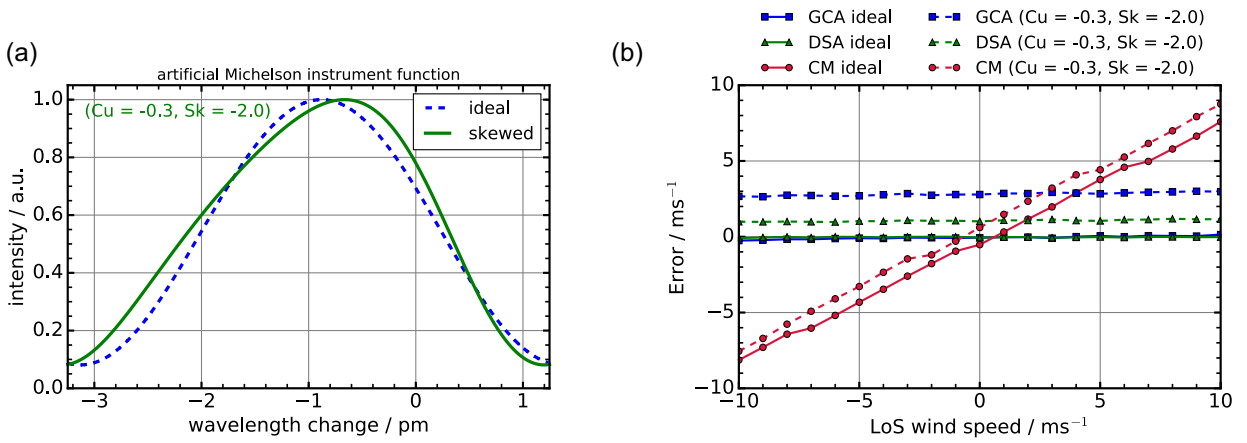 (a)
artificial Michelson instrument function
(Cu = -0.3, Sk = -2.0)
ideal
skewed
1.0
0.8
0.6
0.4
0.2
0.0
intensity / a.u.
−3 −2 −1 0 1
wavelength change / pm
(b)
GCA ideal GCA (Cu = -0.3, Sk = -2.0)
DSA ideal DSA (Cu = -0.3, Sk = -2.0)
CM ideal CM (Cu = -0.3, Sk = -2.0)
10
5
0
−5
−10
Error / ms⁻¹
−10 −5 0 5 10
LoS wind speed / ms⁻¹